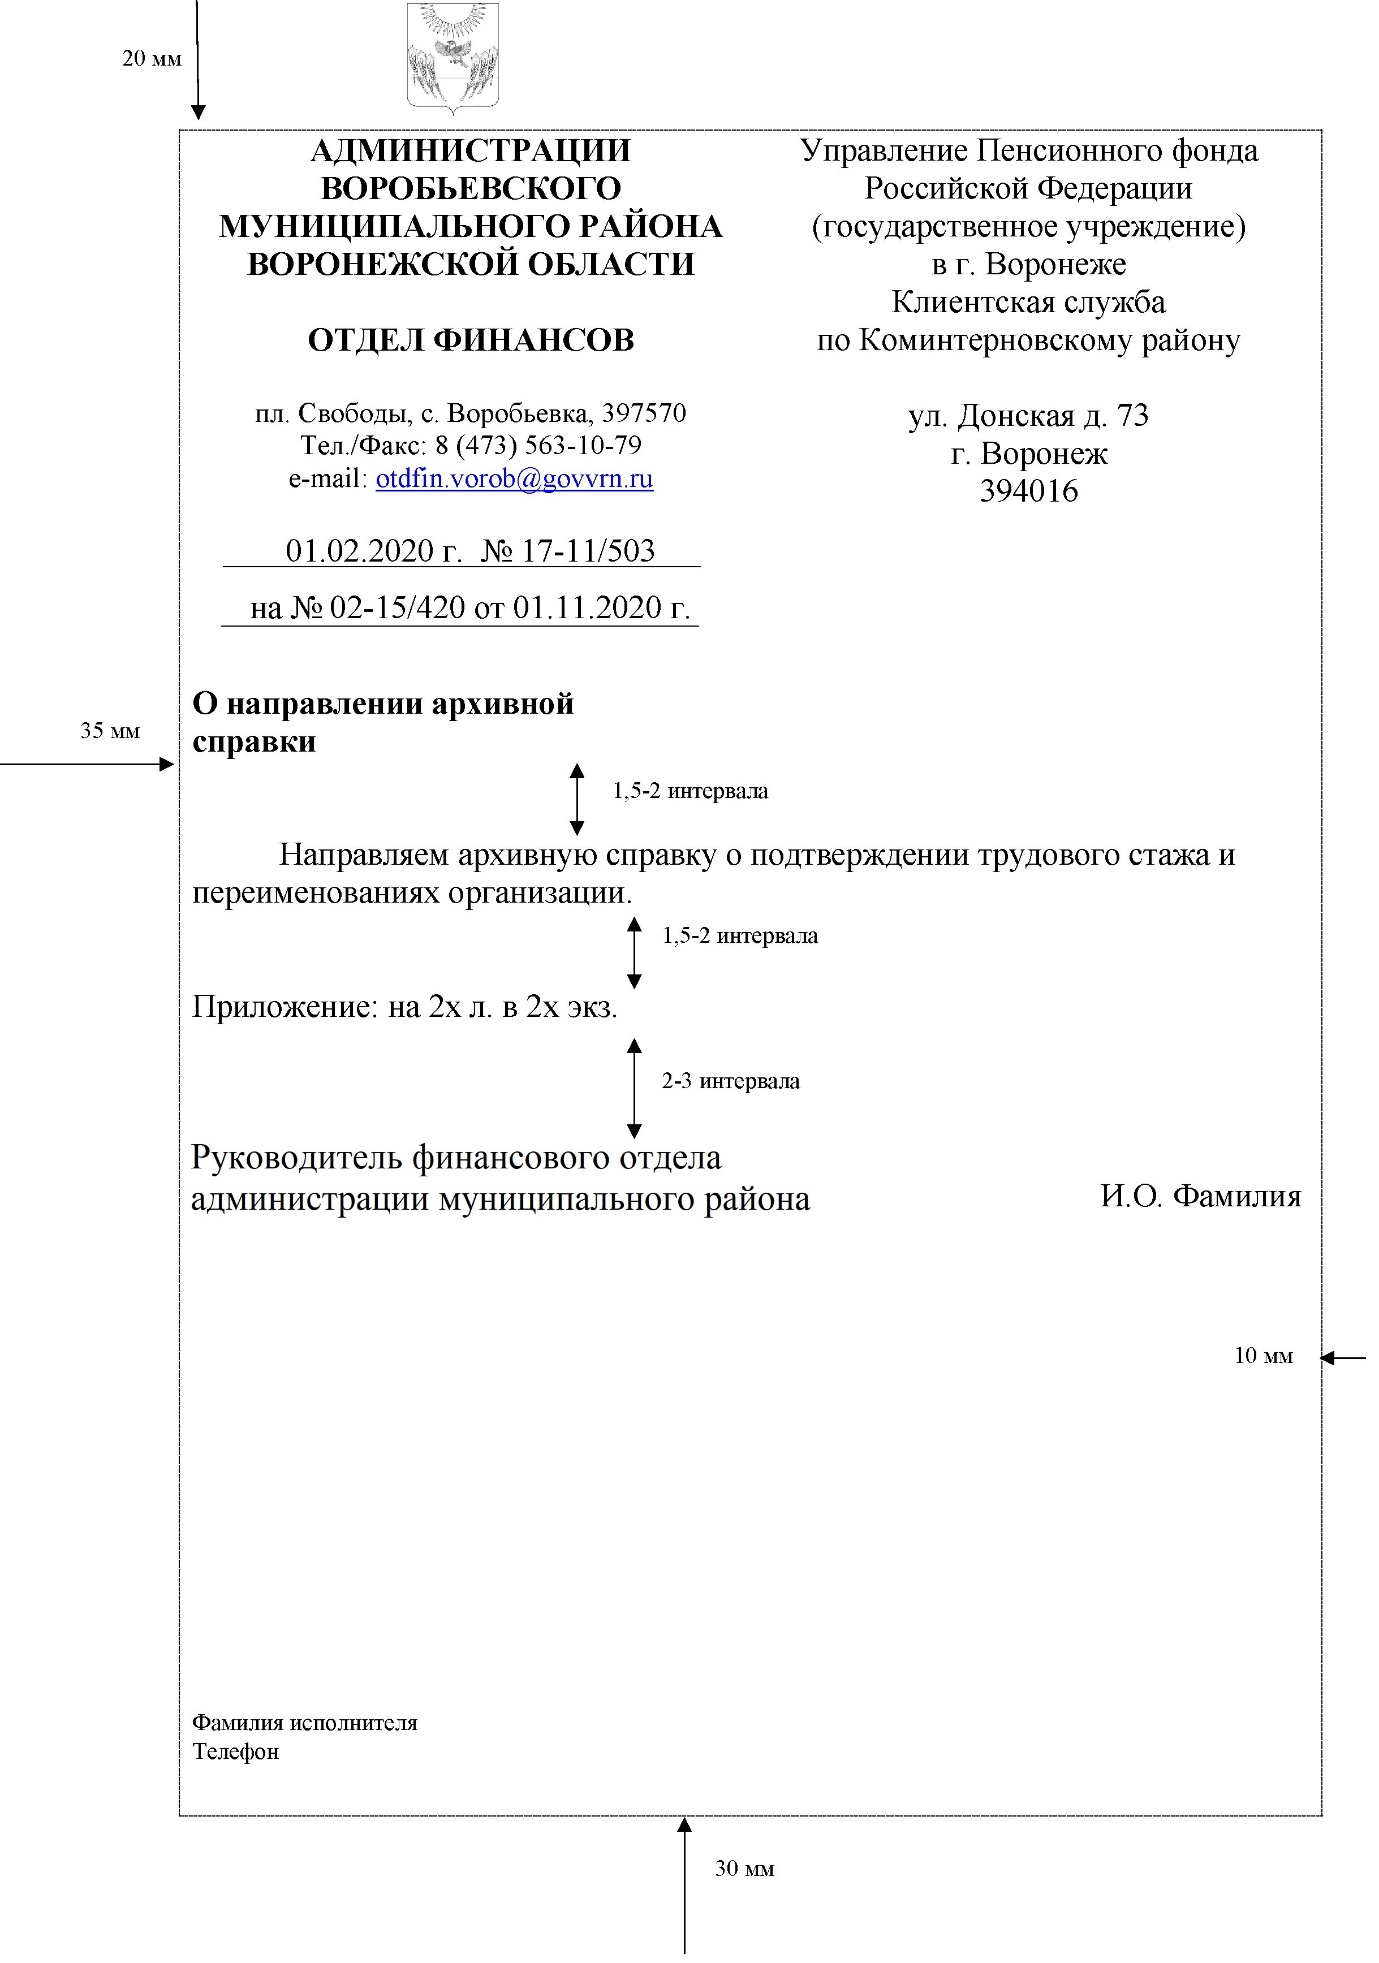 20 мм
АДМИНИСТРАЦИИ
ВОРОБЬЕВСКОГО
МУНИЦИПАЛЬНОГО РАЙОНА
ВОРОНЕЖСКОЙ ОБЛАСТИ
ОТДЕЛ ФИНАНСОВ
пл. Свободы, с. Воробьевка, 397570
Тел./Факс: 8 (473) 563-10-79
e-mail: otdfin.vorob@govvrn.ru
01.02.2020 г. № 17-11/503
на № 02-15/420 от 01.11.2020 г.
Управление Пенсионного фонда
Российской Федерации
(государственное учреждение)
в г. Воронеже
Клиентская служба
по Коминтерновскому району
ул. Донская д. 73
г. Воронеж
394016
О направлении архивной
справки
35 мм
1,5-2 интервала
Направляем архивную справку о подтверждении трудового стажа и
переименованиях организации.
1,5-2 интервала
Приложение: на 2х л. в 2х экз.
2-3 интервала
Руководитель финансового отдела
администрации муниципального района
И.О. Фамилия
10 мм
Фамилия исполнителя
Телефон
30 мм